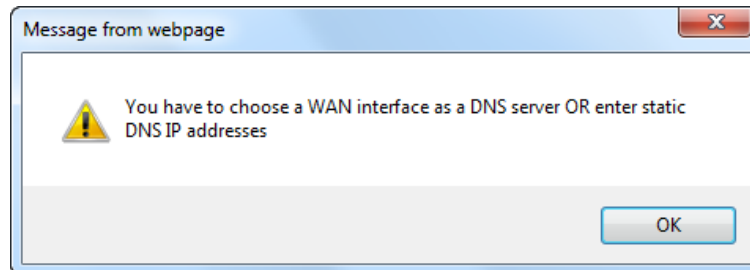 Message from webpage
You have to choose a WAN interface as a DNS server OR enter static
DNS IP addresses
OK